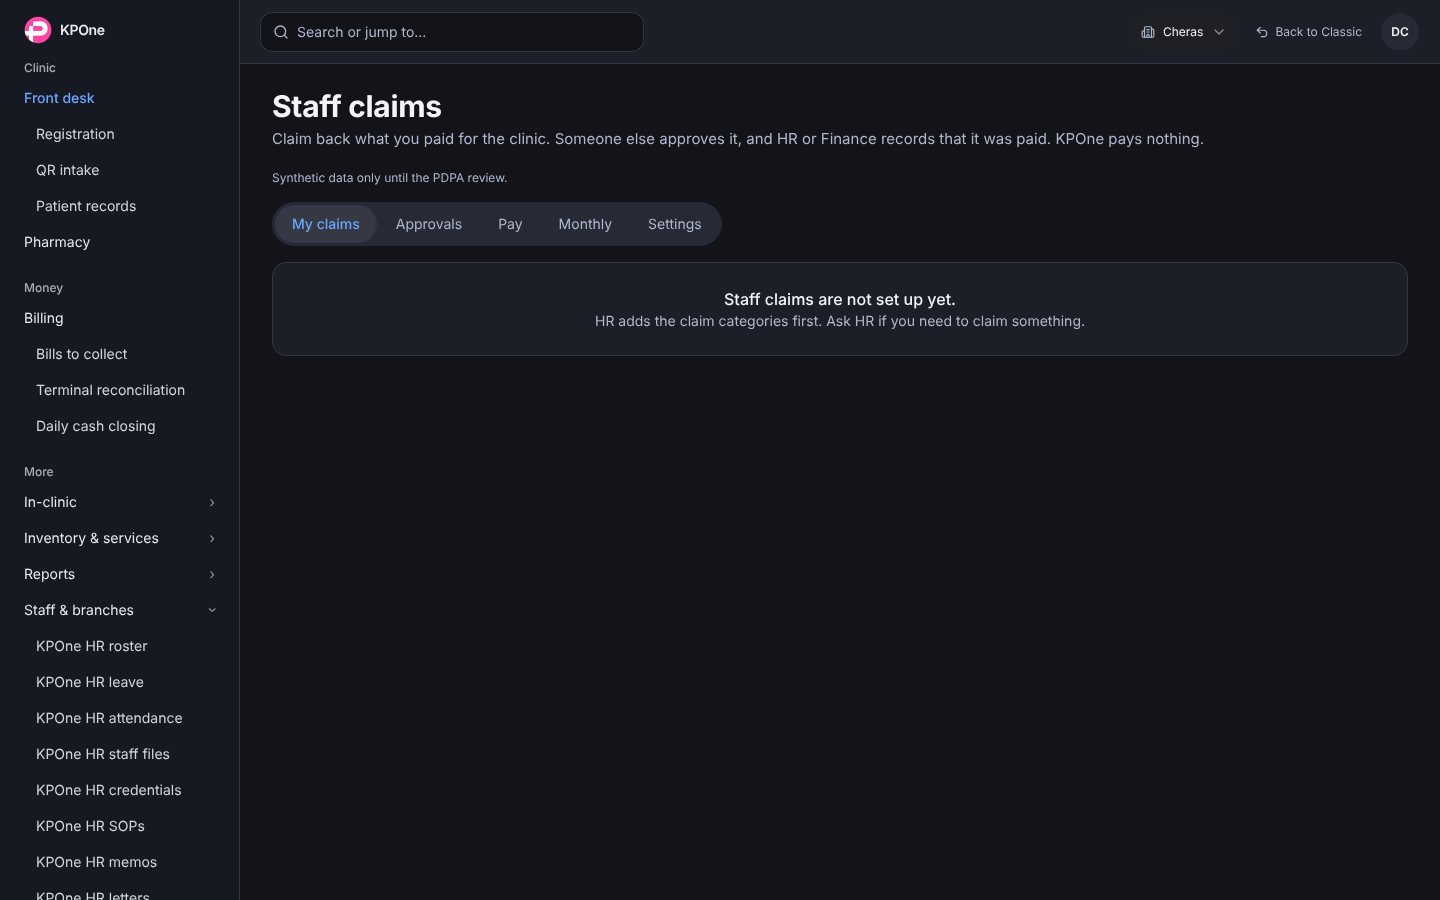 KPOne
Clinic
Front desk
Registration
QR intake
Patient records
Pharmacy
Money
Billing
Bills to collect
Terminal reconciliation
Daily cash closing
More
In-clinic
Inventory & services
Reports
Staff & branches
KPOne HR roster
KPOne HR leave
KPOne HR attendance
KPOne HR staff files
KPOne HR credentials
KPOne HR SOPs
KPOne HR memos
KPOne HR letters
Search or jump to...
Cheras
Back to Classic
DC
Staff claims
Claim back what you paid for the clinic. Someone else approves it, and HR or Finance records that it was paid. KPOne pays nothing.
Synthetic data only until the PDPA review.
My claims
Approvals
Pay
Monthly
Settings
Staff claims are not set up yet.
HR adds the claim categories first. Ask HR if you need to claim something.